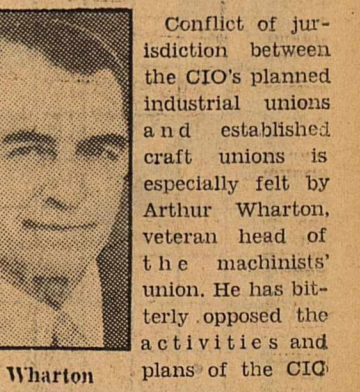 Conflict of jur-
isdiction between
the CIO's planned
industrial unions
and established
craft unions is
especially felt by
Arthur Wharton,
veteran head of
the machinists'
union. He has bit-
terly opposed the
activities and
plans of the CIO
Wharton